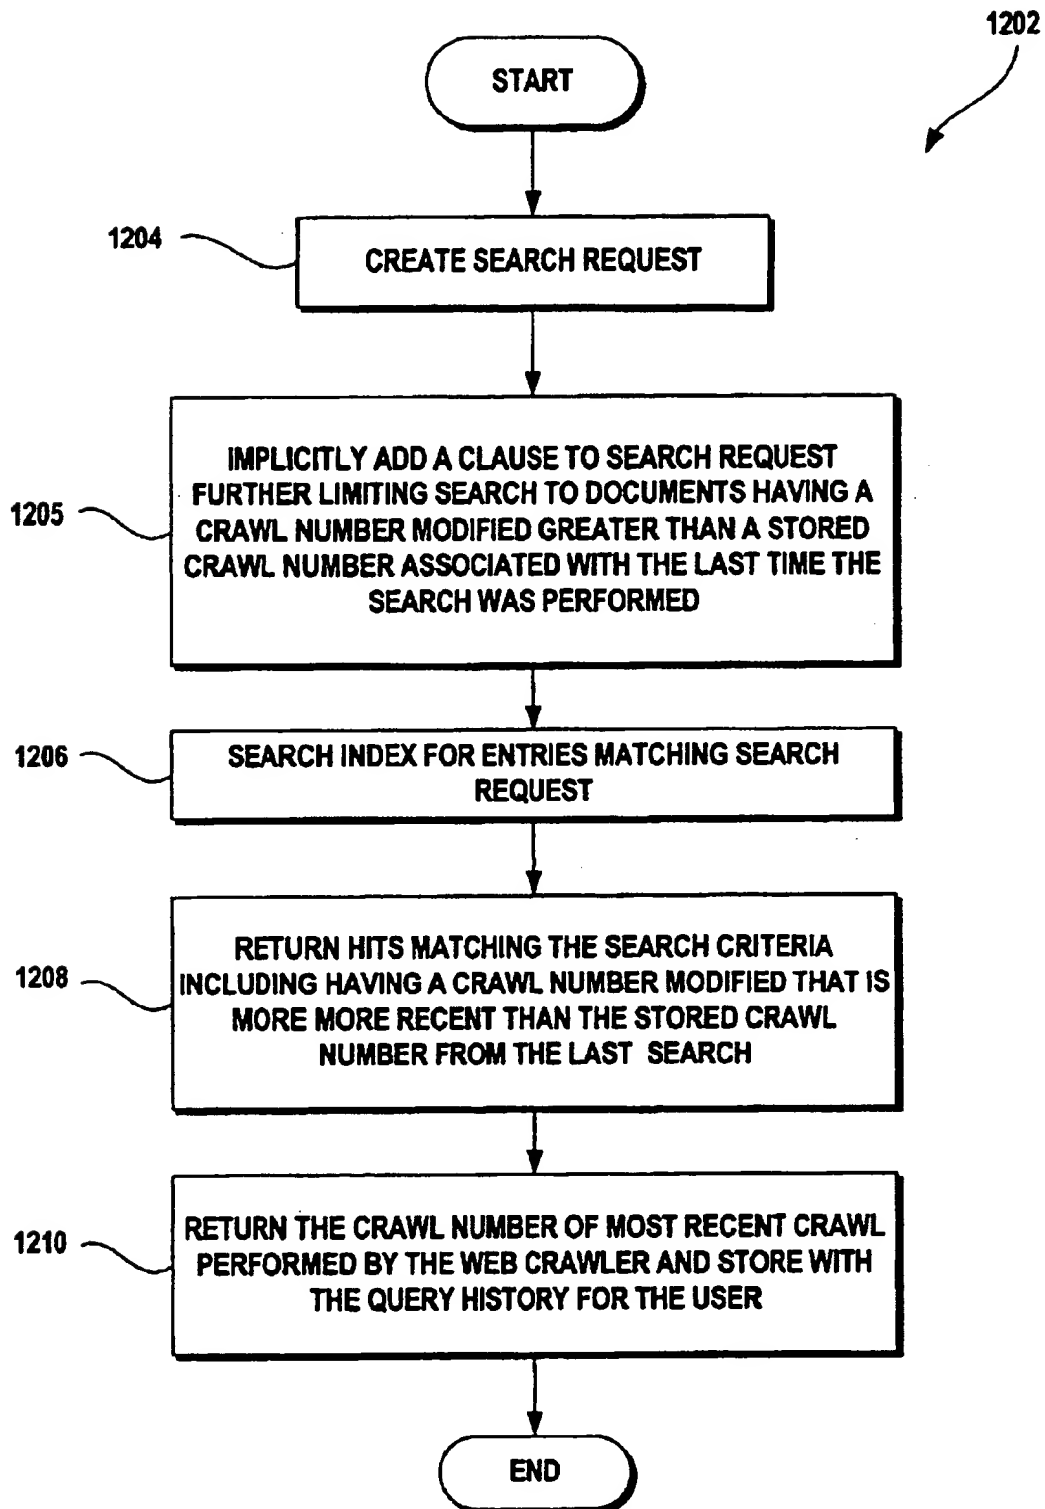 1202
START
1204
CREATE SEARCH REQUEST
1205
IMPLICITLY ADD A CLAUSE TO SEARCH REQUEST
FURTHER LIMITING SEARCH TO DOCUMENTS HAVING A
CRAWL NUMBER MODIFIED GREATER THAN A STORED
CRAWL NUMBER ASSOCIATED WITH THE LAST TIME THE
SEARCH WAS PERFORMED
1206
SEARCH INDEX FOR ENTRIES MATCHING SEARCH
REQUEST
1208
RETURN HITS MATCHING THE SEARCH CRITERIA
INCLUDING HAVING A CRAWL NUMBER MODIFIED THAT IS
MORE MORE RECENT THAN THE STORED CRAWL
NUMBER FROM THE LAST SEARCH
1210
RETURN THE CRAWL NUMBER OF MOST RECENT CRAWL
PERFORMED BY THE WEB CRAWLER AND STORE WITH
THE QUERY HISTORY FOR THE USER
END